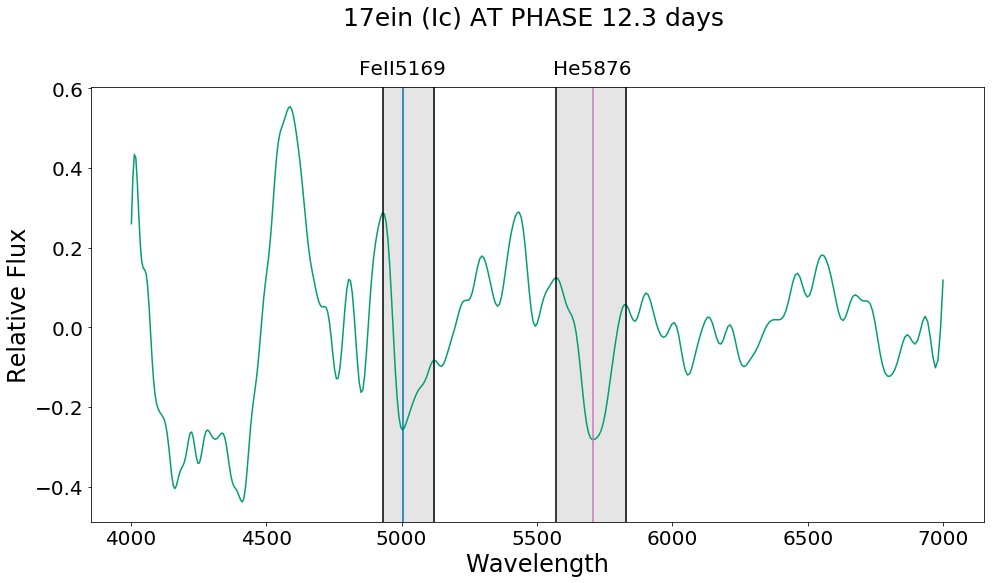 17ein (Ic) AT PHASE 12.3 days
FeII5169 He5876
0.6
0.4
0.2
0.0
−0.2
−0.4
Relative Flux
4000 4500 5000 5500 6000 6500 7000
Wavelength